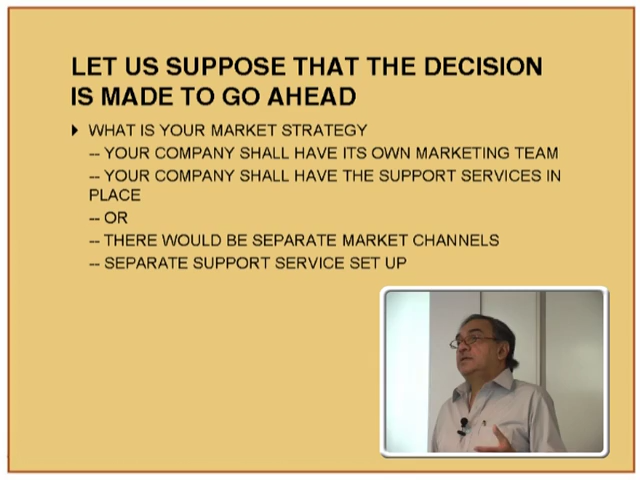 LET US SUPPOSE THAT THE DECISION
IS MADE TO GO AHEAD
WHAT IS YOUR MARKET STRATEGY
-- YOUR COMPANY SHALL HAVE ITS OWN MARKETING TEAM
-- YOUR COMPANY SHALL HAVE THE SUPPORT SERVICES IN
PLACE
-- OR
-- THERE WOULD BE SEPARATE MARKET CHANNELS
-- SEPARATE SUPPORT SERVICE SET UP